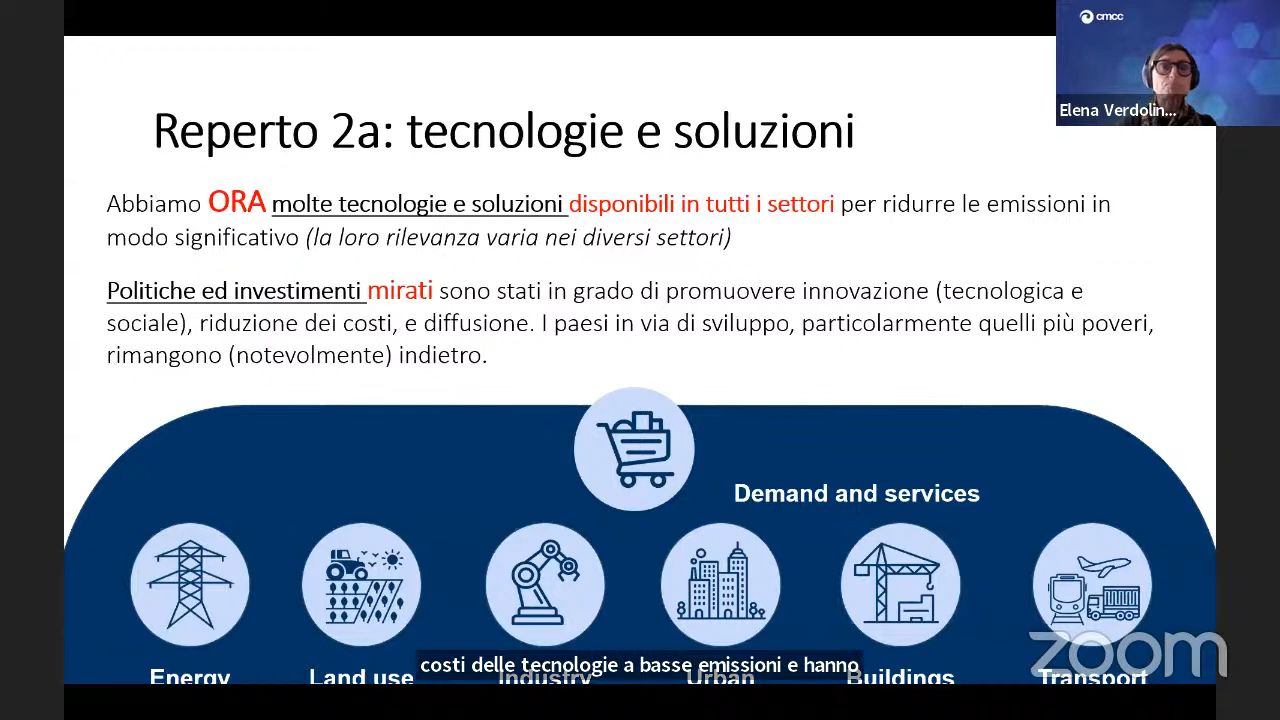 cmcc
Elena Verdolin...
Reperto 2a: tecnologie e soluzioni
Abbiamo ORA molte tecnologie e soluzioni disponibili in tutti i settori per ridurre le emissioni in
modo significativo (la loro rilevanza varia nei diversi settori)
Politiche ed investimenti mirati sono stati in grado di promuovere innovazione (tecnologica e
sociale), riduzione dei costi, e diffusione. I paesi in via di sviluppo, particolarmente quelli più poveri,
rimangono (notevolmente) indietro.
Demand and services
Energy Land use Industry Urban Buildings Transport
costi delle tecnologie a basse emissioni e hanno
zoom